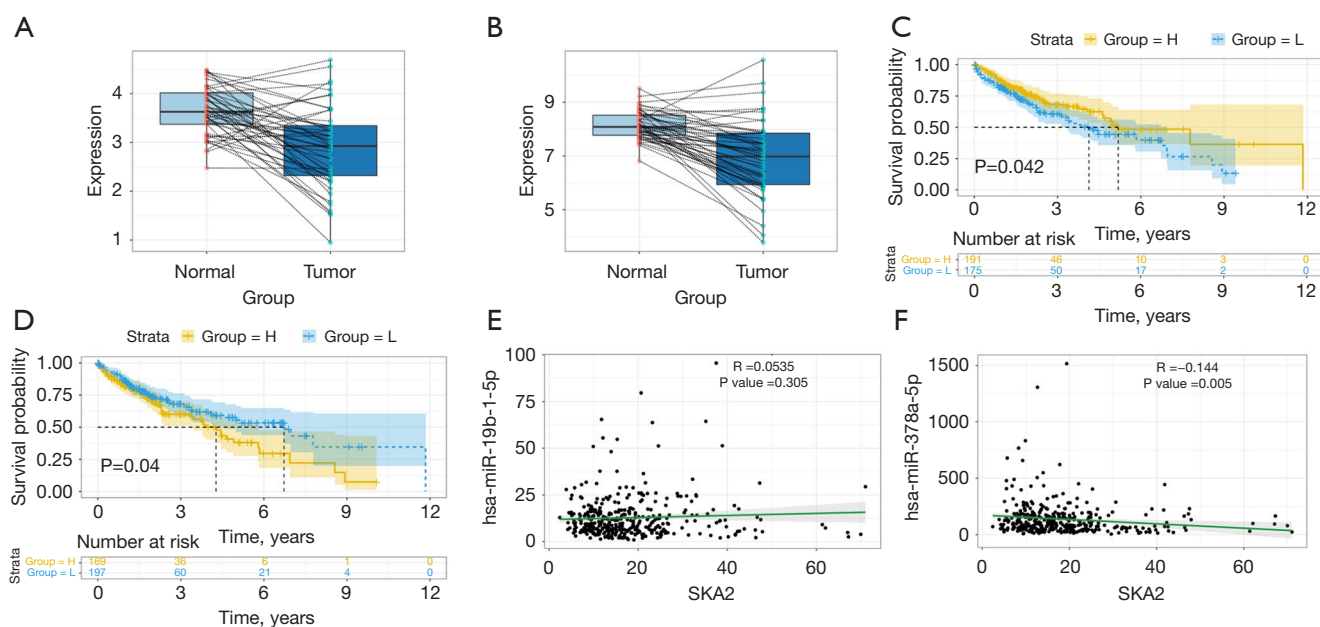 A
Expression
4
3
2
1
Normal
Tumor
Group
B
Expression
9
7
5
Normal
Tumor
Group
C
Strata Group = H Group = L
Survival probability
1.00
0.75
0.50
0.25
0.00
P=0.042
0 3 6 9 12
Time, years
Number at risk
Strata
Group = H 191 46 10 3 0
Group = L 175 50 17 2 0
0 3 6 9 12
Time, years
D
Strata Group = H Group = L
Survival probability
1.00
0.75
0.50
0.25
0.00
P=0.04
0 3 6 9 12
Time, years
Number at risk
Strata
Group = H 169 36 6 1 0
Group = L 197 60 21 4 0
0 3 6 9 12
Time, years
E
hsa-miR-19b-1-5p
100
75
50
25
0
R =0.0535
P value =0.305
0 20 40 60
SKA2
F
hsa-miR-378a-5p
1500
1000
500
0
R =−0.144
P value =0.005
0 20 40 60
SKA2